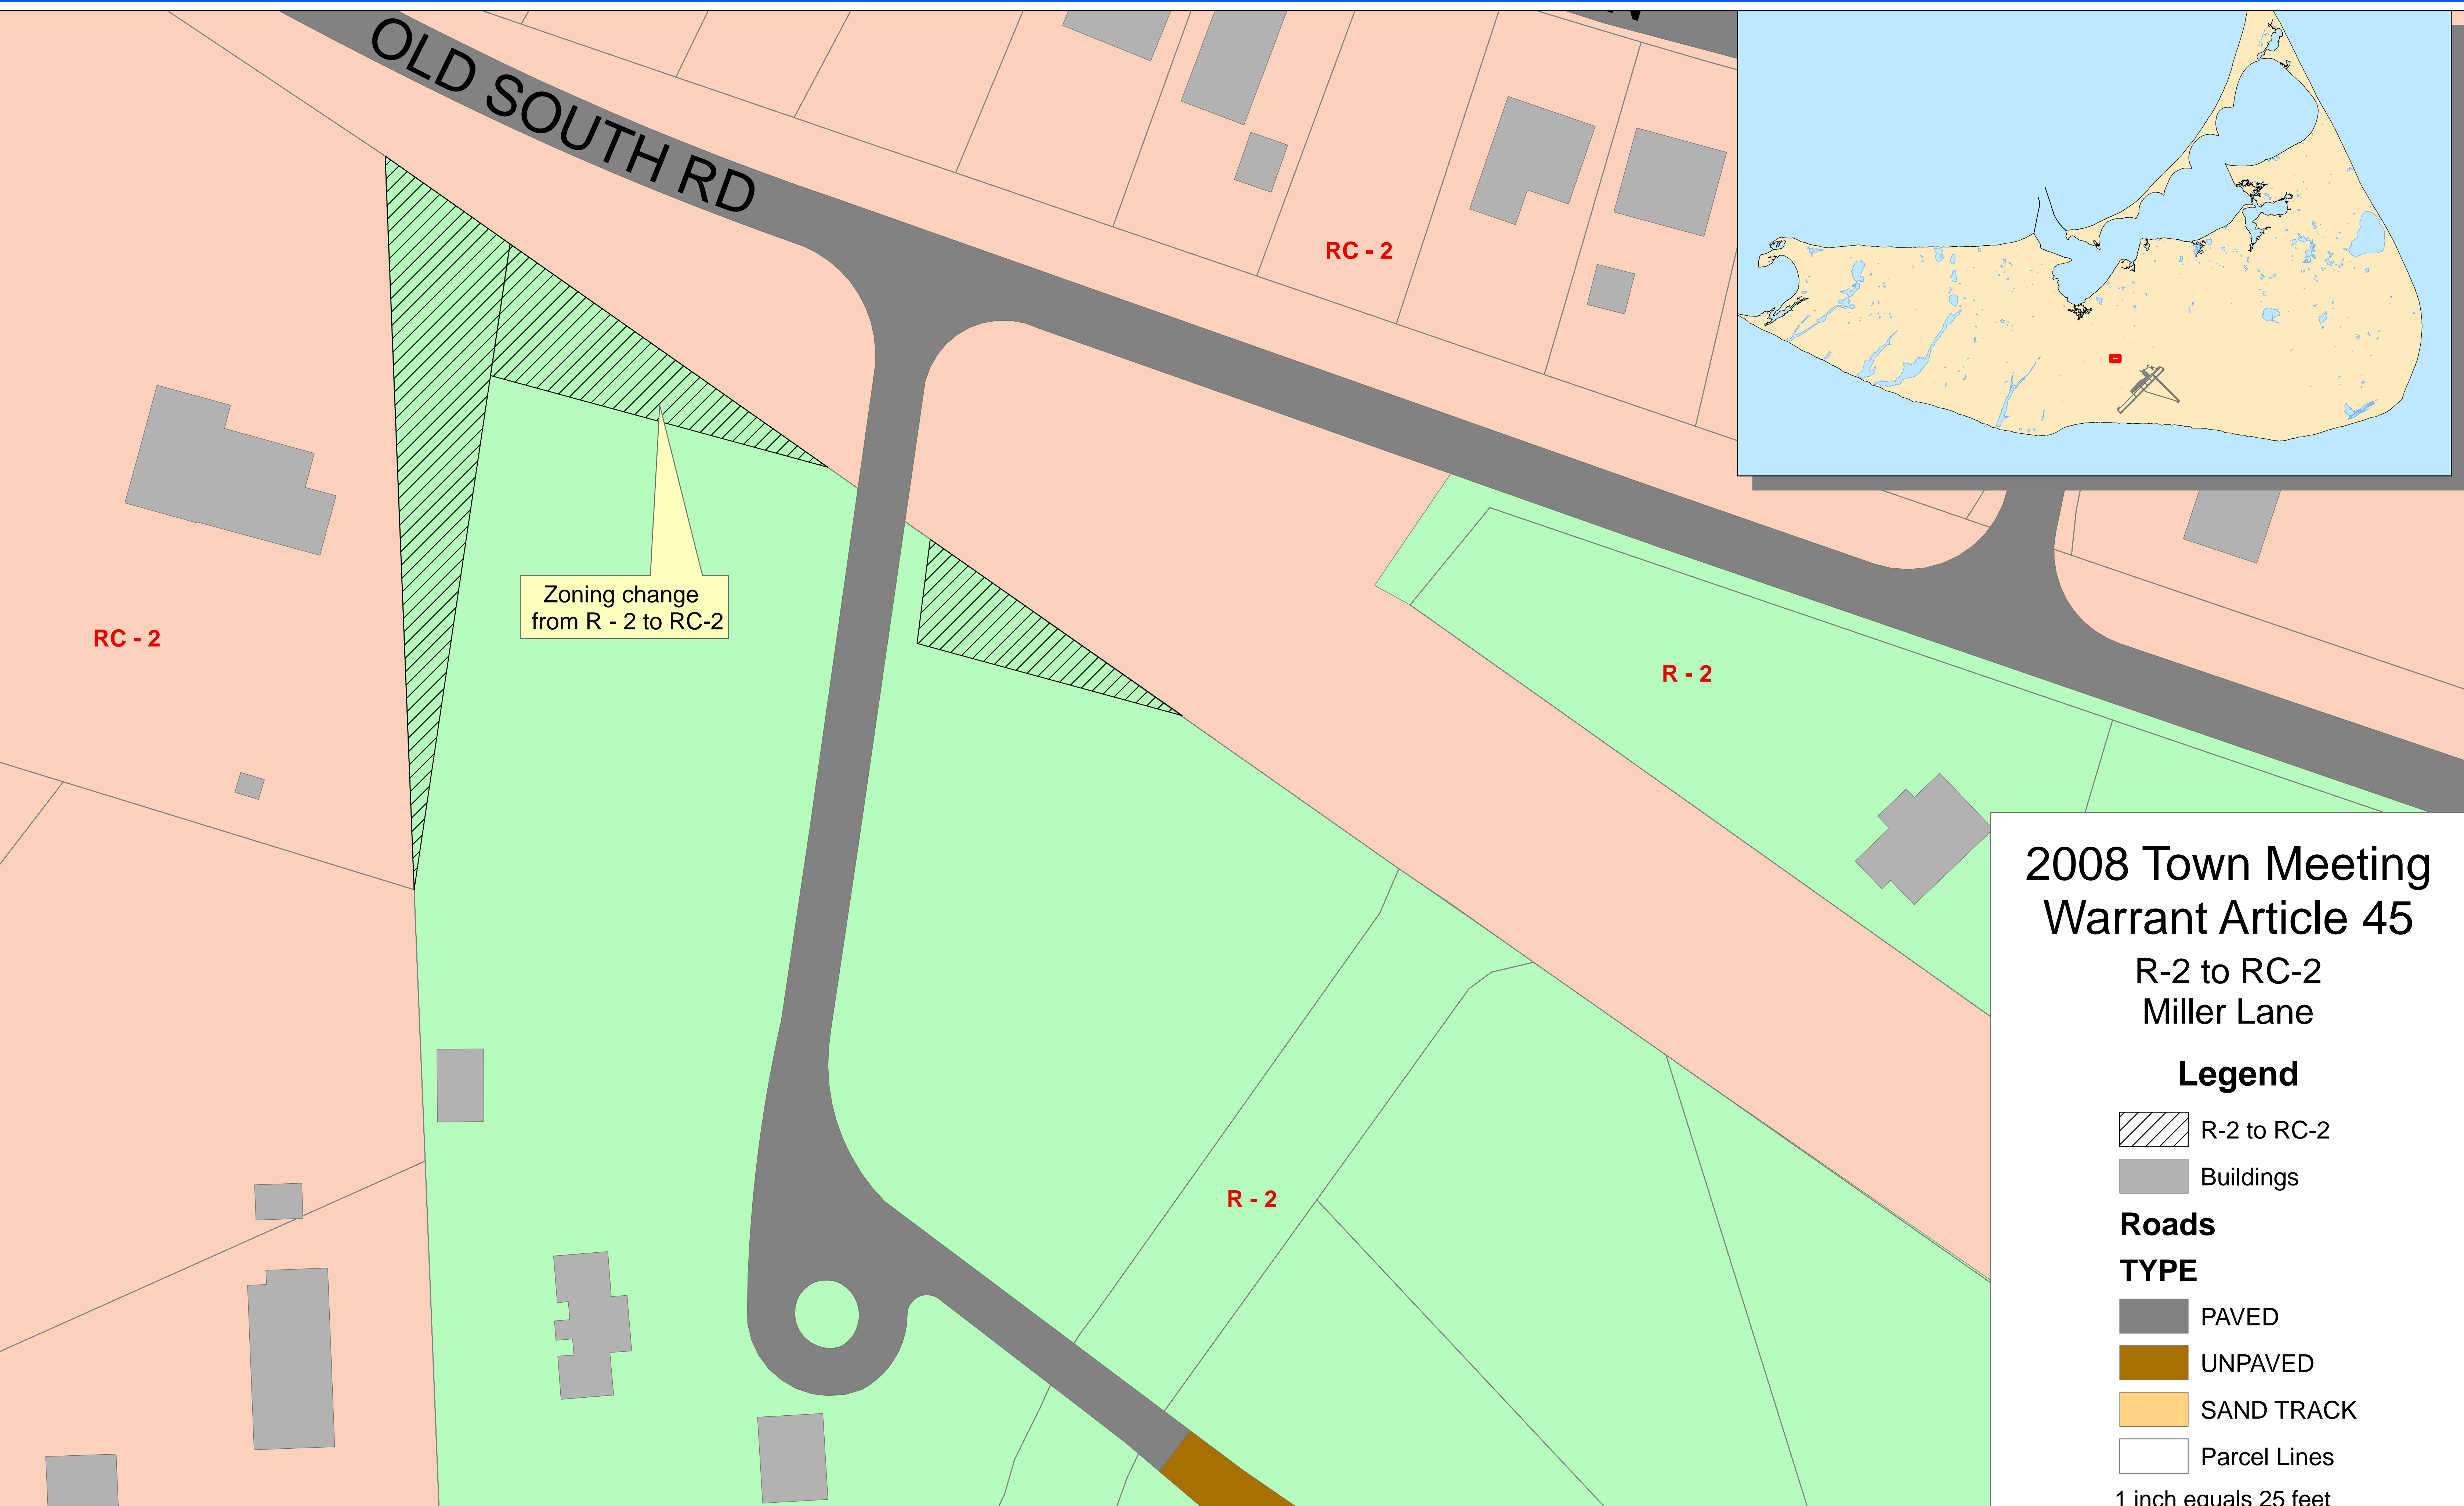 OLD SOUTH RD
RC - 2
RC - 2
Zoning change
from R - 2 to RC-2
R - 2
R - 2
2008 Town Meeting
Warrant Article 45
R-2 to RC-2
Miller Lane
Legend
R-2 to RC-2
Buildings
Roads
TYPE
PAVED
UNPAVED
SAND TRACK
Parcel Lines
1 inch equals 25 feet